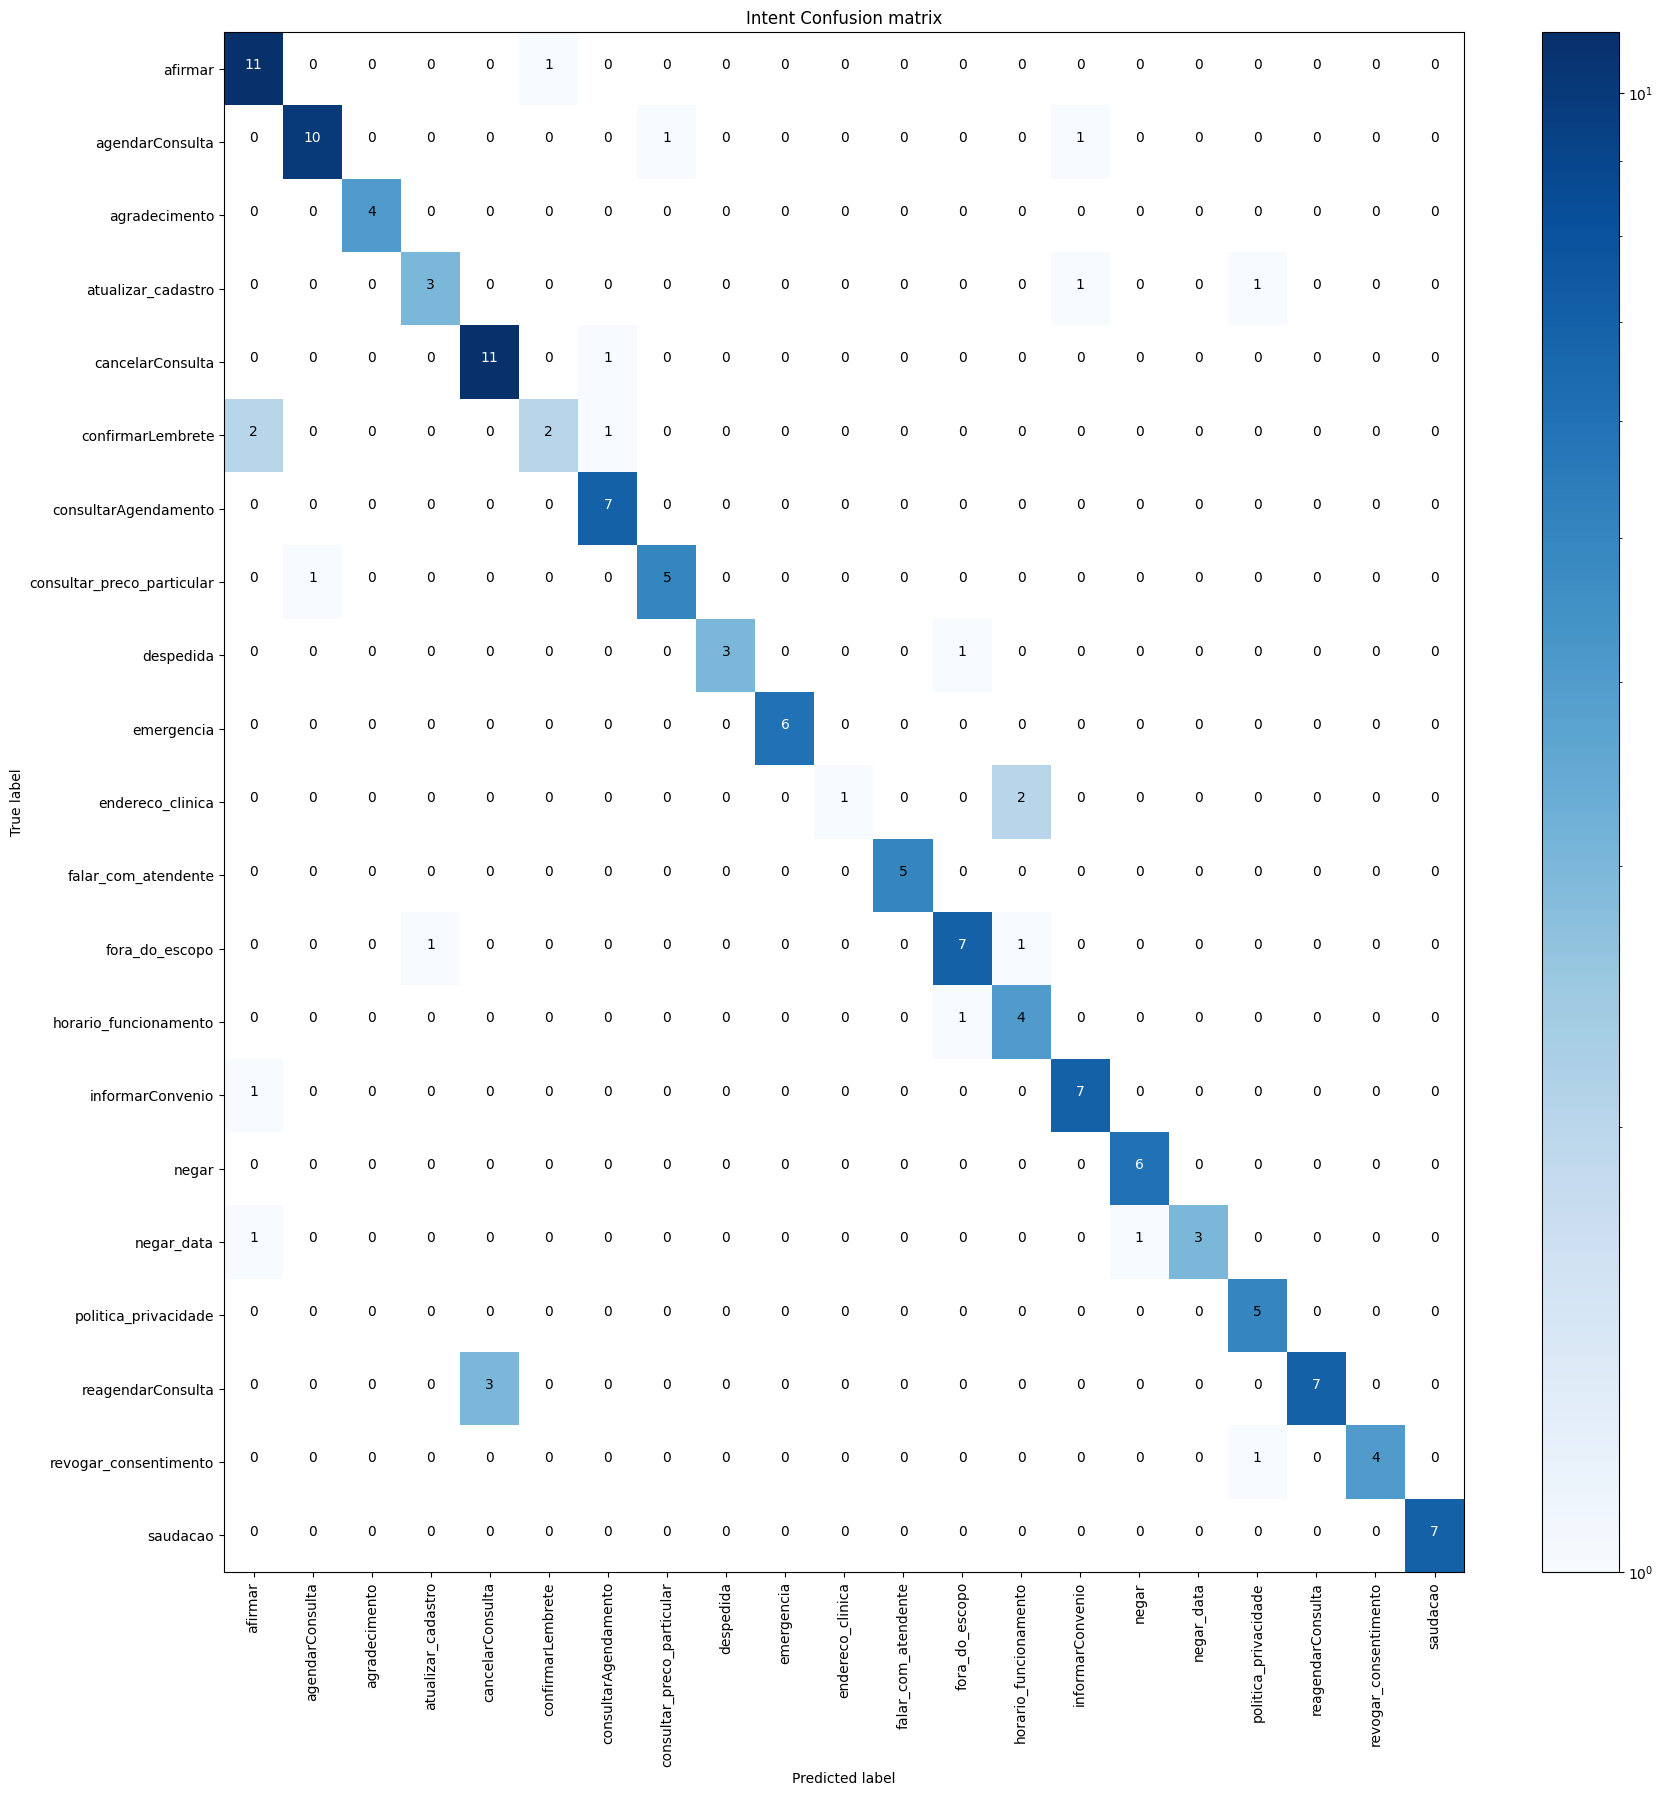 Intent Confusion matrix
afirmar 11 0 0 0 0 1 0 0 0 0 0 0 0 0 0 0 0 0 0 0 0
agendarConsulta 0 10 0 0 0 0 0 1 0 0 0 0 0 0 1 0 0 0 0 0 0
agradecimento 0 0 4 0 0 0 0 0 0 0 0 0 0 0 0 0 0 0 0 0 0
atualizar_cadastro 0 0 0 3 0 0 0 0 0 0 0 0 0 0 1 0 0 1 0 0 0
cancelarConsulta 0 0 0 0 11 0 1 0 0 0 0 0 0 0 0 0 0 0 0 0 0
confirmarLembrete 2 0 0 0 0 2 1 0 0 0 0 0 0 0 0 0 0 0 0 0 0
consultarAgendamento 0 0 0 0 0 0 7 0 0 0 0 0 0 0 0 0 0 0 0 0 0
consultar_preco_particular 0 1 0 0 0 0 0 5 0 0 0 0 0 0 0 0 0 0 0 0 0
despedida 0 0 0 0 0 0 0 0 3 0 0 0 1 0 0 0 0 0 0 0 0
emergencia 0 0 0 0 0 0 0 0 0 6 0 0 0 0 0 0 0 0 0 0 0
endereco_clinica 0 0 0 0 0 0 0 0 0 0 1 0 0 2 0 0 0 0 0 0 0
falar_com_atendente 0 0 0 0 0 0 0 0 0 0 0 5 0 0 0 0 0 0 0 0 0
fora_do_escopo 0 0 0 1 0 0 0 0 0 0 0 0 7 1 0 0 0 0 0 0 0
horario_funcionamento 0 0 0 0 0 0 0 0 0 0 0 0 1 4 0 0 0 0 0 0 0
informarConvenio 1 0 0 0 0 0 0 0 0 0 0 0 0 0 7 0 0 0 0 0 0
negar 0 0 0 0 0 0 0 0 0 0 0 0 0 0 0 6 0 0 0 0 0
negar_data 1 0 0 0 0 0 0 0 0 0 0 0 0 0 0 1 3 0 0 0 0
politica_privacidade 0 0 0 0 0 0 0 0 0 0 0 0 0 0 0 0 0 5 0 0 0
reagendarConsulta 0 0 0 0 3 0 0 0 0 0 0 0 0 0 0 0 0 0 7 0 0
revogar_consentimento 0 0 0 0 0 0 0 0 0 0 0 0 0 0 0 0 0 1 0 4 0
saudacao 0 0 0 0 0 0 0 0 0 0 0 0 0 0 0 0 0 0 0 0 7
True label
afirmar
agendarConsulta
agradecimento
atualizar_cadastro
cancelarConsulta
confirmarLembrete
consultarAgendamento
consultar_preco_particular
despedida
emergencia
endereco_clinica
falar_com_atendente
fora_do_escopo
horario_funcionamento
informarConvenio
negar
negar_data
politica_privacidade
reagendarConsulta
revogar_consentimento
saudacao
Predicted label
10¹
10⁰